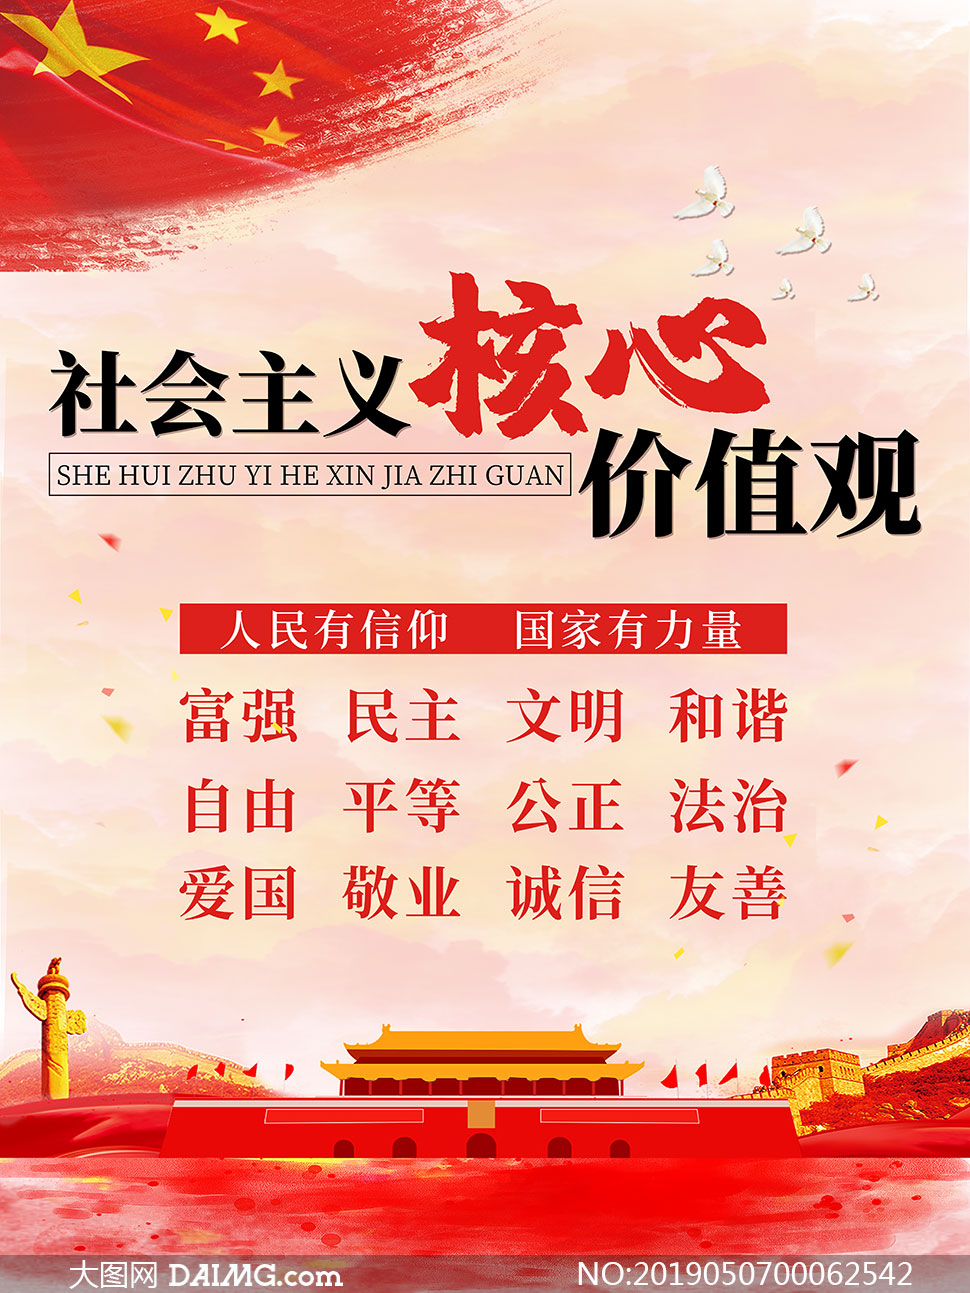 社会主义核心
SHE HUI ZHU YI HE XIN JIA ZHI GUAN
价值观
人民有信仰 国家有力量
富强 民主 文明 和谐
自由 平等 公正 法治
爱国 敬业 诚信 友善
大图网 DAIMG.com NO:20190507000062542